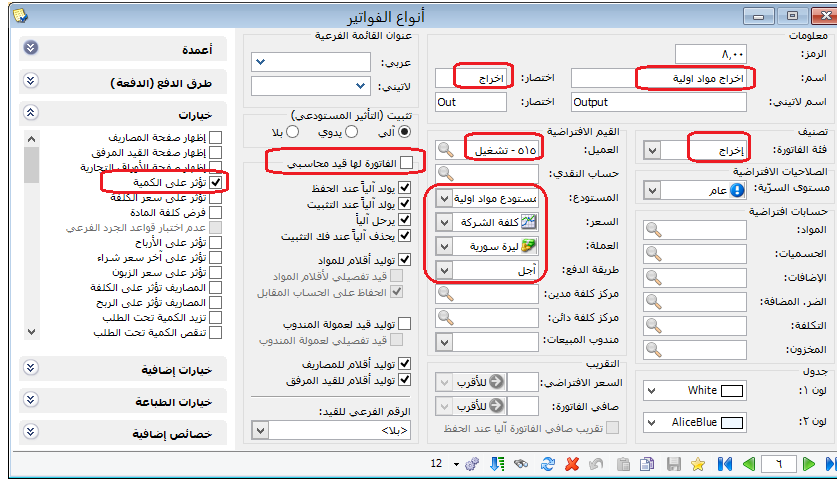 أنواع الفواتير
معلومات
الرمز: ٨,٠٠
اسم: اخراج مواد اولية
اختصار: اخراج
اسم لاتيني: Output
اختصار: Out
تصنيف
فئة الفاتورة: إخراج
الصلاحيات الافتراضية
مستوى السرّية: عام
حسابات افتراضية
المواد:
الحسميات:
الإضافات:
الضر. المضافة:
التكلفة:
المخزون:
جدول
لون ١: White
لون ٢: AliceBlue
القيم الافتراضية
العميل: ٥١٥ - تشغيل
حساب النقدي:
المستودع: مستودع مواد اولية
السعر: كلفة الشركة
العملة: ليرة سورية
طريقة الدفع: آجل
مركز كلفة مدين:
مركز كلفة دائن:
مندوب المبيعات:
التقريب
السعر الافتراضي: للأقرب
صافي الفاتورة: للأقرب
تقريب صافي الفاتورة آليا عند الحفظ
عنوان القائمة الفرعية
عربي:
لاتيني:
تثبيت (التأثير المستودعي)
آلي يدوي بلا
الفاتورة لها قيد محاسبي
يولد آلياً عند الحفظ
يولد آلياً عند التثبيت
يرحل آلياً
يحذف آلياً عند فك التثبيت
توليد أقلام للمواد
قيد تفصيلي لأقلام المواد
الحفاظ على الحساب المقابل
توليد قيد لعمولة المندوب
قيد تفصيلي لعمولة المندوب
توليد أقلام للمصاريف
توليد أقلام للقيد المرفق
الرقم الفرعي للقيد:
<بلا>
أعمدة
طرق الدفع (الدفعة)
خيارات
إظهار صفحة المصاريف
إظهار صفحة القيد المرفق
إظهار صفحة الأوراق التجارية
تؤثر على الكمية
تؤثر على سعر الكلفة
فرض كلفة المادة
عدم اختبار قواعد الجرد الفرعي
تؤثر على الأرباح
تؤثر على آخر سعر شراء
تؤثر على سعر الزبون
المصاريف تؤثر على الكلفة
المصاريف تؤثر على الربح
تزيد الكمية تحت الطلب
تنقص الكمية تحت الطلب
خيارات إضافية
خيارات الطباعة
خصائص إضافية
12
٦